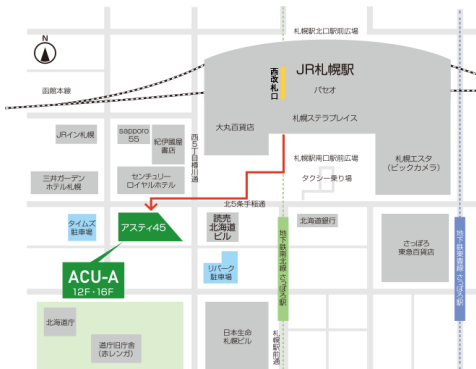 N
札幌駅北口駅前広場
JR札幌駅
西改札口
パセオ
函館本線
札幌ステラプレイス
大丸百貨店
JRイン札幌
sapporo
55
紀伊國屋
書店
西5丁目樽川通
札幌駅南口駅前広場
タクシー乗り場
札幌エスタ
(ビックカメラ)
三井ガーデン
ホテル札幌
センチュリー
ロイヤルホテル
北5条手稲通
タイムズ
駐車場
アスティ45
読売
北海道
ビル
北海道銀行
地下鉄南北線 さっぽろ駅
さっぽろ
東急百貨店
地下鉄東豊線 さっぽろ駅
ACU-A
12F・16F
リパーク
駐車場
北海道庁
道庁旧庁舎
(赤レンガ)
日本生命
札幌ビル
札幌駅前通